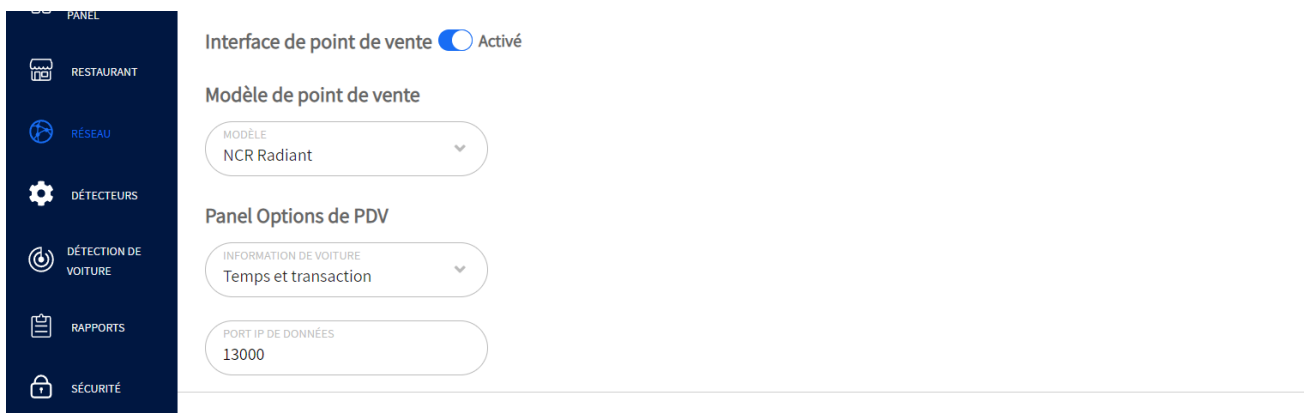 PANEL
RESTAURANT
RÉSEAU
DÉTECTEURS
DÉTECTION DE
VOITURE
RAPPORTS
SÉCURITÉ
Interface de point de vente Activé
Modèle de point de vente
MODÈLE
NCR Radiant
Panel Options de PDV
INFORMATION DE VOITURE
Temps et transaction
PORT IP DE DONNÉES
13000